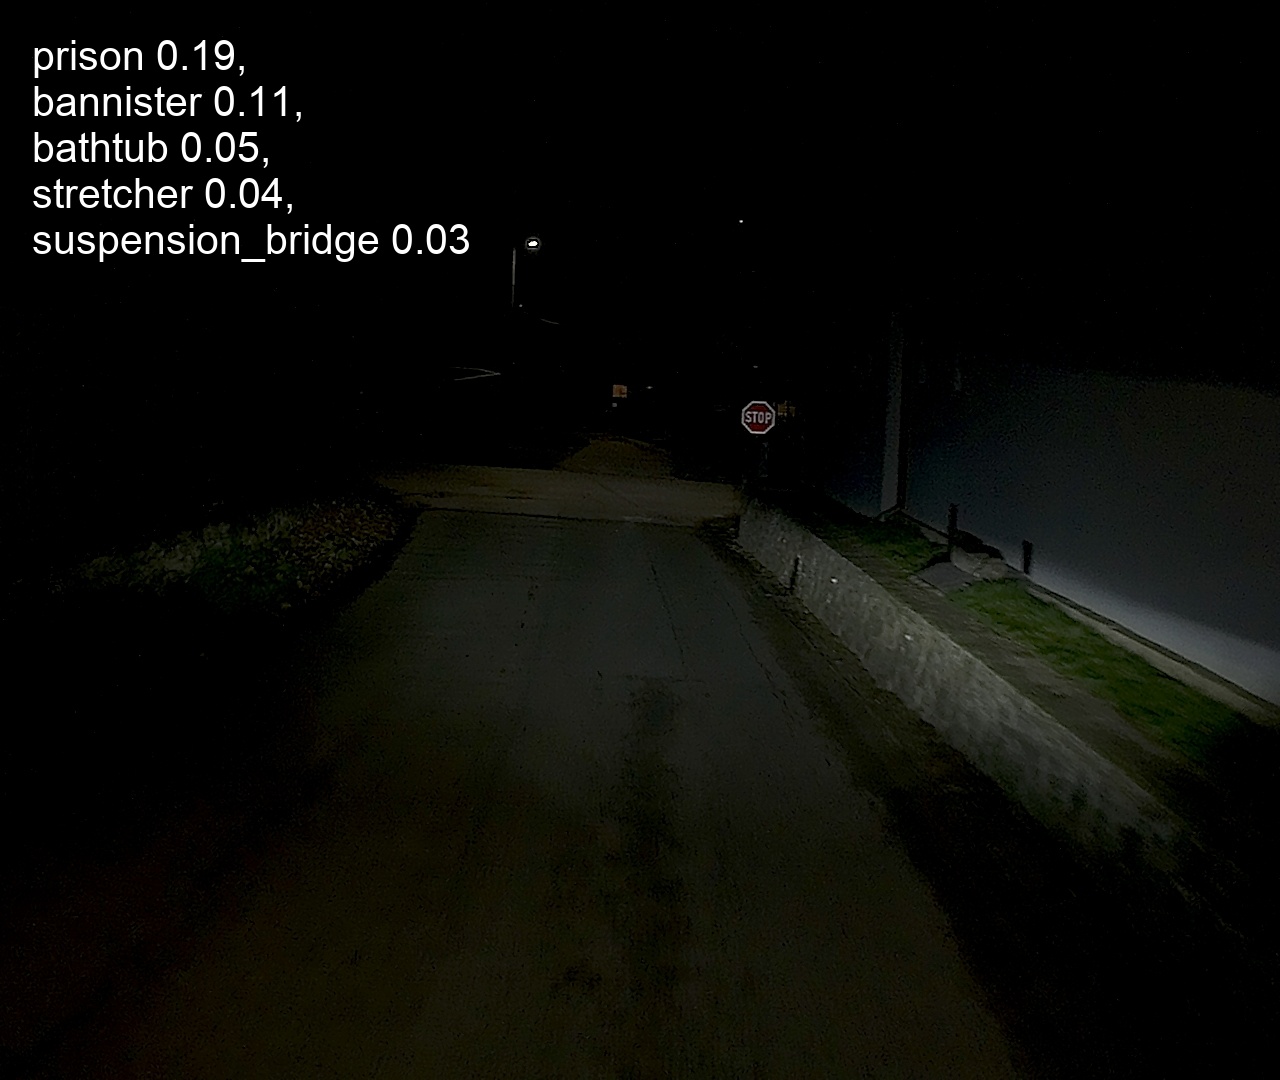 prison 0.19,
bannister 0.11,
bathtub 0.05,
stretcher 0.04,
suspension_bridge 0.03
STOP